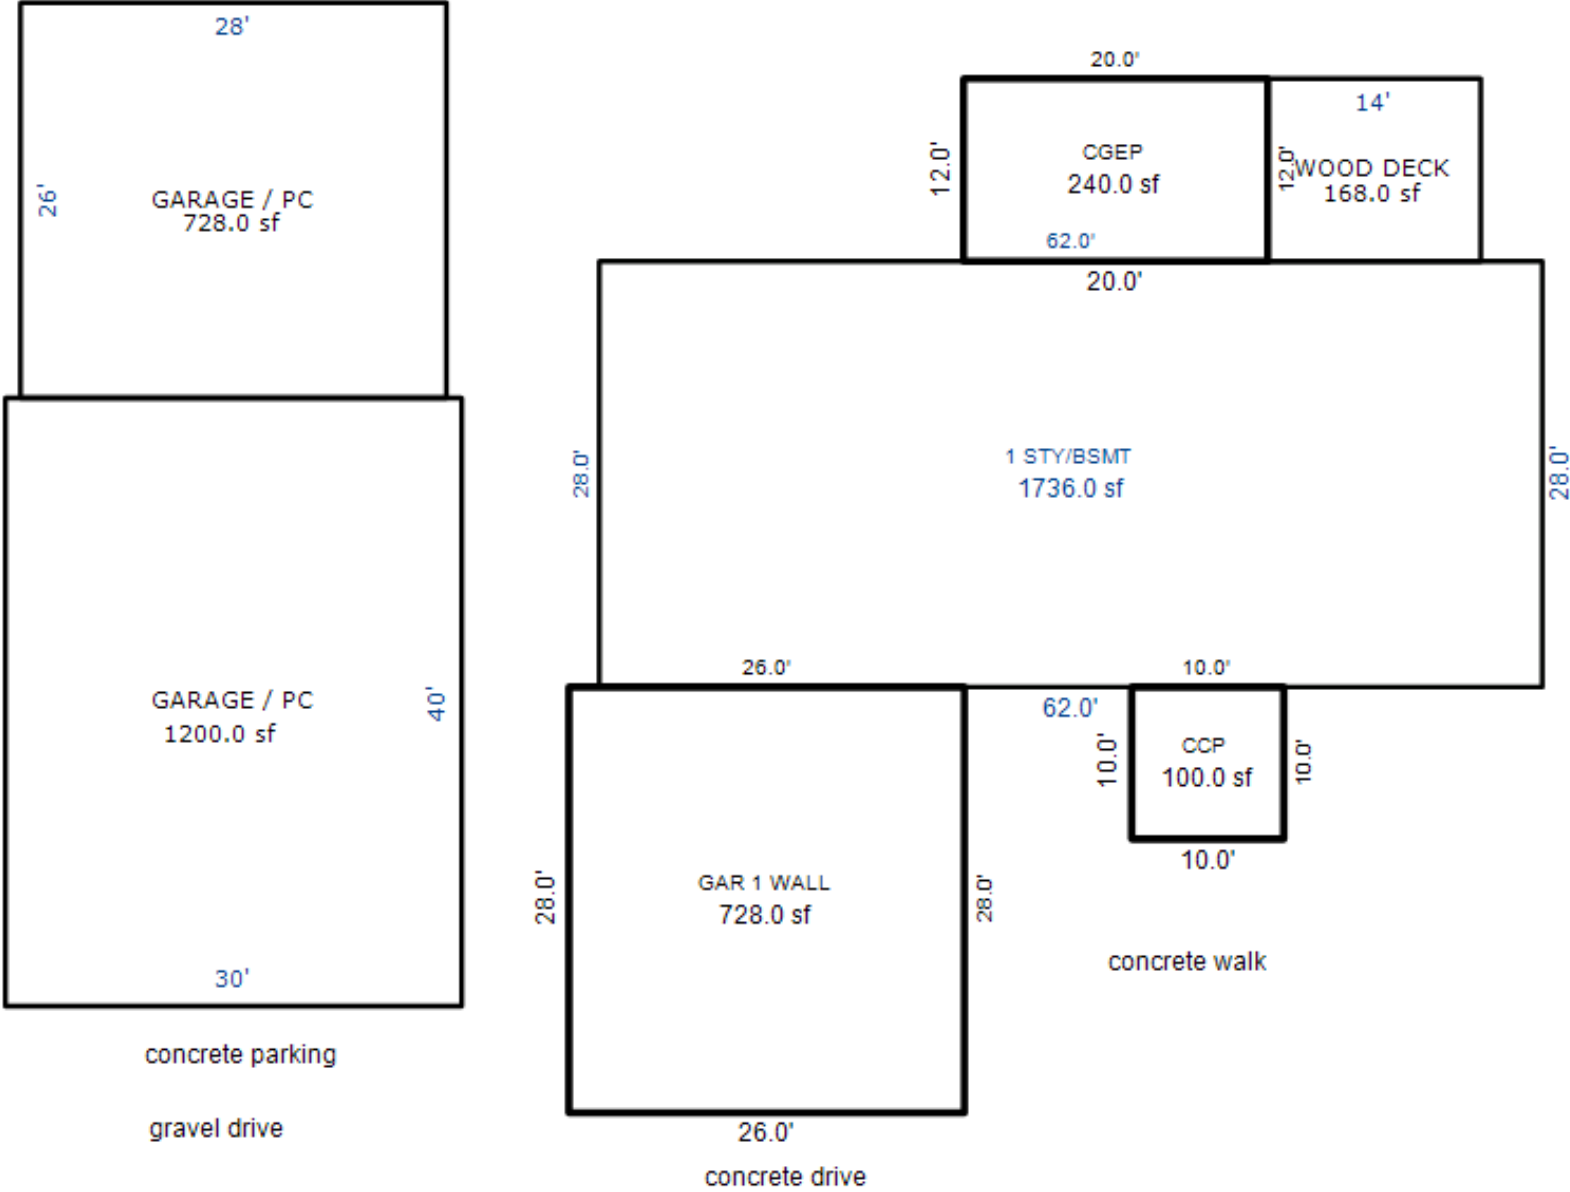 28'
26'
GARAGE / PC
728.0 sf
GARAGE / PC
1200.0 sf
40'
30'
concrete parking
gravel drive
20.0'
12.0'
CGEP
240.0 sf
12.0'
14'
WOOD DECK
168.0 sf
62.0'
20.0'
28.0'
1 STY/BSMT
1736.0 sf
28.0'
26.0'
10.0'
62.0'
10.0'
CCP
100.0 sf
10.0'
10.0'
28.0'
GAR 1 WALL
728.0 sf
28.0'
concrete walk
26.0'
concrete drive